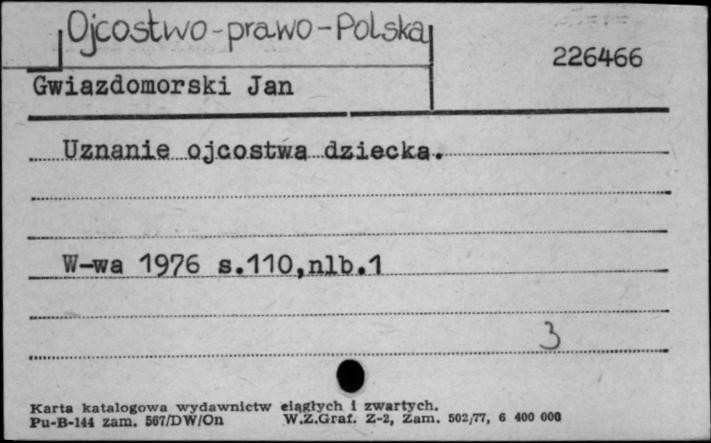 Ojcostwo-prawo-Polska
226466
Gwiazdomorski Jan
Uznanie ojcostwa dziecka.
W-wa 1976 s.110,nlb.1
3
Karta katalogowa wydawnictw ciągłych i zwartych.
Pu-B-144 zam. 567/DW/On W.Z.Graf. Z-2, Zam. 502/77, 6 400 000